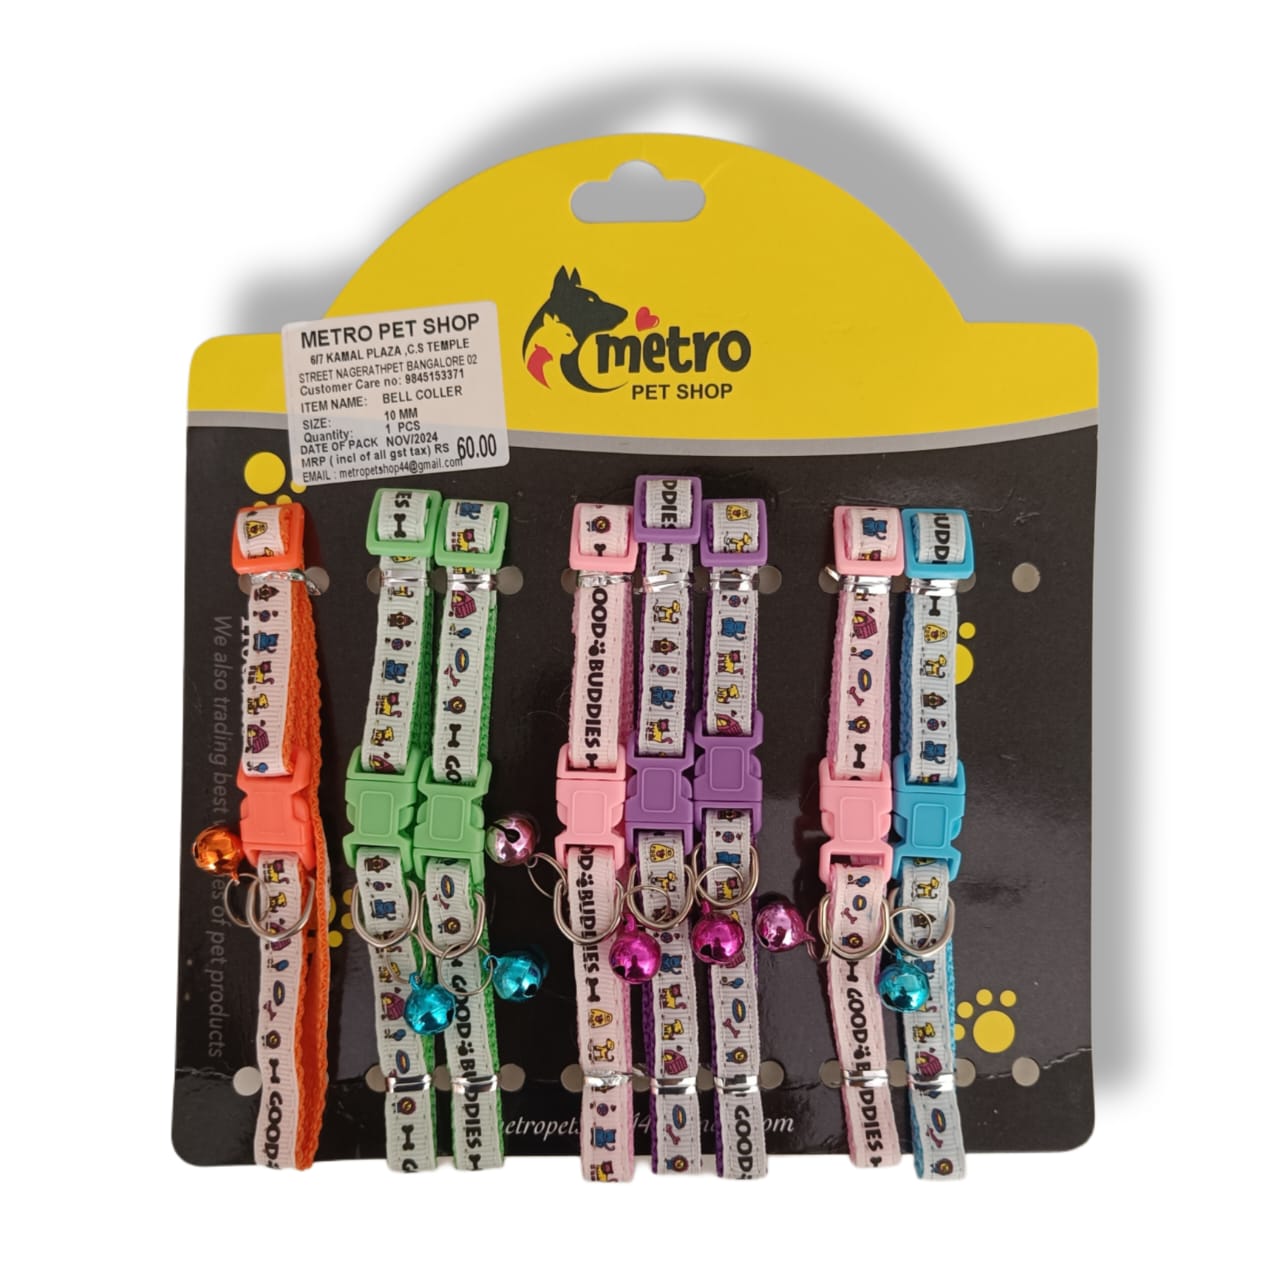 metro
PET SHOP
METRO PET SHOP
6/7 KAMAL PLAZA ,C.S TEMPLE
STREET NAGERATHPET BANGALORE 02
Customer Care no: 9845153371
ITEM NAME: BELL COLLER
SIZE: 10 MM
Quantity: 1 PCS
DATE OF PACK NOV/2024
MRP ( incl of all gst tax) RS 60.00
EMAIL : metropetshop44@gmail.com
We also trading best
of pet products
GOOD
GOOD BUDDIES
OOD BUDDIES
GOOD BUDDIES
GOOD
GOOD BUDDIES